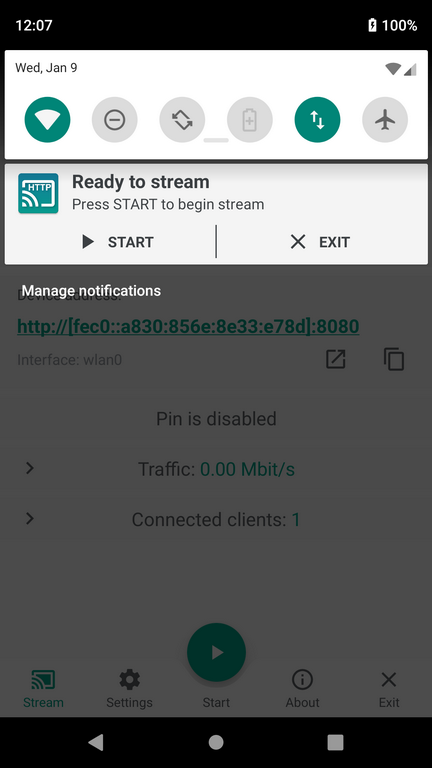 12:07
100%
Wed, Jan 9
HTTP
Ready to stream
Press START to begin stream
START
EXIT
Manage notifications
Device address:
http://[fec0::a830:856e:8e33:e78d]:8080
Interface: wlan0
Pin is disabled
Traffic: 0.00 Mbit/s
Connected clients: 1
Stream
Settings
Start
About
Exit